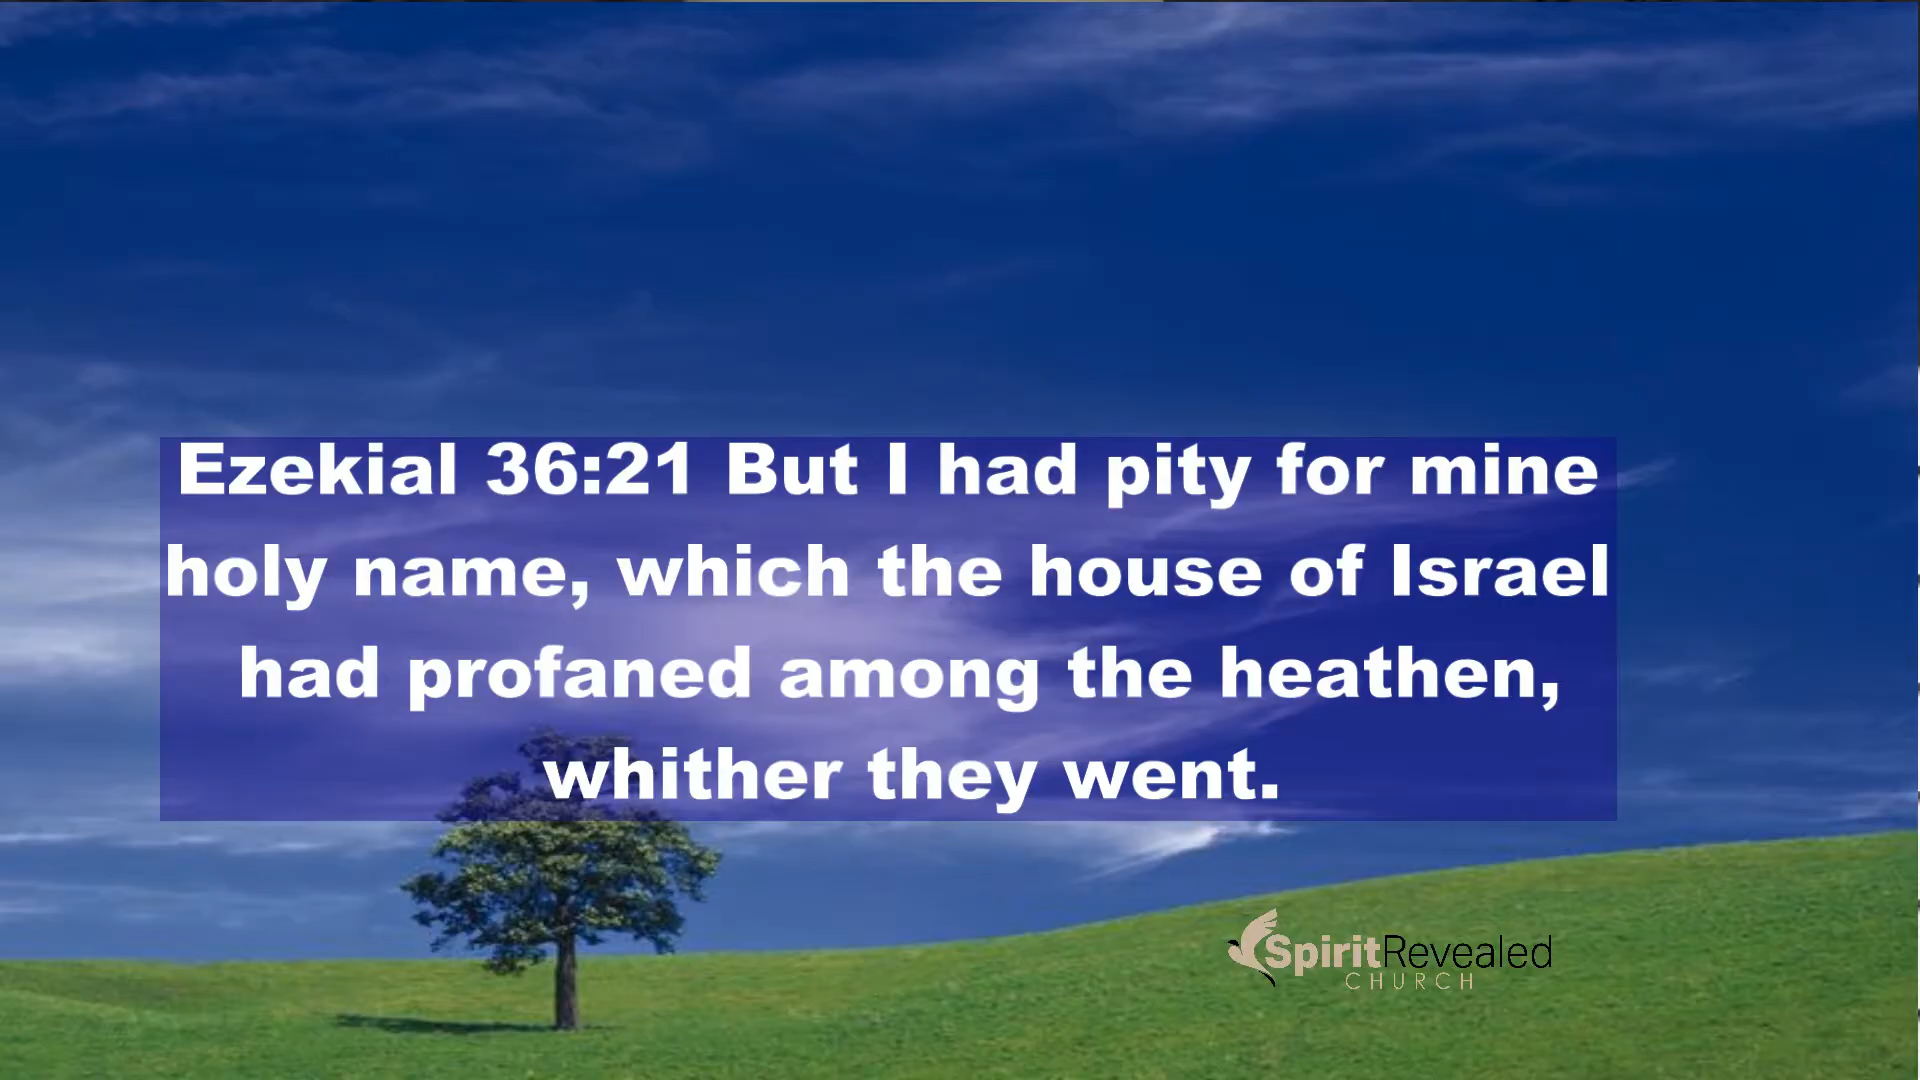 Ezekial 36:21 But I had pity for mine
holy name, which the house of Israel
had profaned among the heathen,
whither they went.
SpiritRevealed
CHURCH